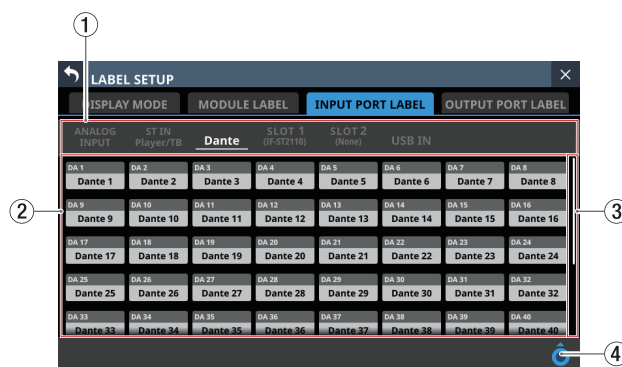 1
LABEL SETUP
DISPLAY MODE MODULE LABEL INPUT PORT LABEL OUTPUT PORT LABEL
ANALOG INPUT ST IN Player/TB Dante SLOT 1 (IF-ST2110) SLOT 2 (None) USB IN
DA 1 DA 2 DA 3 DA 4 DA 5 DA 6 DA 7 DA 8
Dante 1 Dante 2 Dante 3 Dante 4 Dante 5 Dante 6 Dante 7 Dante 8
2
3
DA 9 DA 10 DA 11 DA 12 DA 13 DA 14 DA 15 DA 16
Dante 9 Dante 10 Dante 11 Dante 12 Dante 13 Dante 14 Dante 15 Dante 16
DA 17 DA 18 DA 19 DA 20 DA 21 DA 22 DA 23 DA 24
Dante 17 Dante 18 Dante 19 Dante 20 Dante 21 Dante 22 Dante 23 Dante 24
DA 25 DA 26 DA 27 DA 28 DA 29 DA 30 DA 31 DA 32
Dante 25 Dante 26 Dante 27 Dante 28 Dante 29 Dante 30 Dante 31 Dante 32
DA 33 DA 34 DA 35 DA 36 DA 37 DA 38 DA 39 DA 40
Dante 33 Dante 34 Dante 35 Dante 36 Dante 37 Dante 38 Dante 39 Dante 40
4